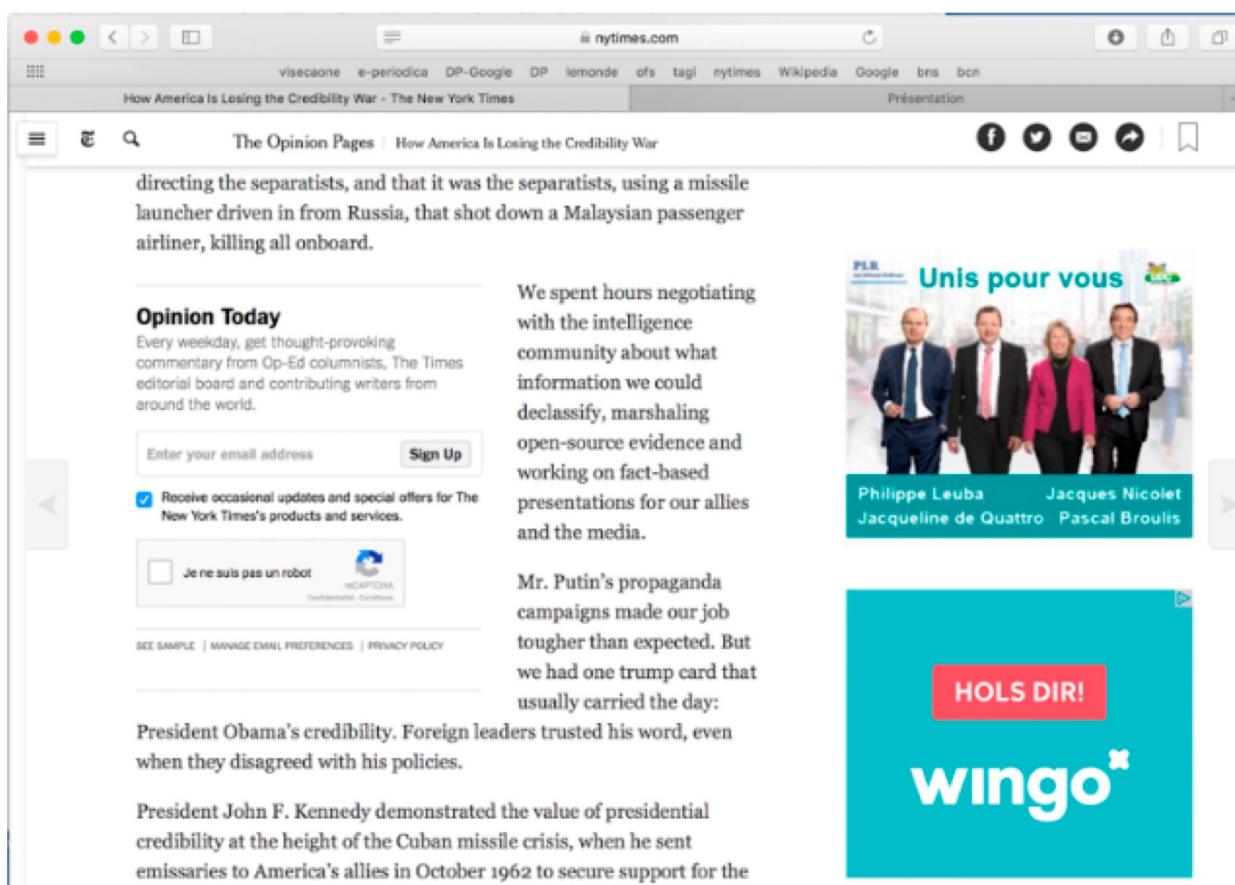 nytimes.com
visecaone e-periodica DP-Google DP lemonde ofs tagi nytimes Wikipedia Google bns bcn
How America Is Losing the Credibility War - The New York Times
Présentation
The Opinion Pages | How America Is Losing the Credibility War
directing the separatists, and that it was the separatists, using a missile
launcher driven in from Russia, that shot down a Malaysian passenger
airliner, killing all onboard.
Opinion Today
Every weekday, get thought-provoking
commentary from Op-Ed columnists, The Times
editorial board and contributing writers from
around the world.
Enter your email address
Sign Up
Receive occasional updates and special offers for The
New York Times's products and services.
Je ne suis pas un robot
reCAPTCHA
Confidentialité - Conditions
SEE SAMPLE | MANAGE EMAIL PREFERENCES | PRIVACY POLICY
We spent hours negotiating
with the intelligence
community about what
information we could
declassify, marshaling
open-source evidence and
working on fact-based
presentations for our allies
and the media.
Mr. Putin's propaganda
campaigns made our job
tougher than expected. But
we had one trump card that
usually carried the day:
President Obama's credibility. Foreign leaders trusted his word, even
when they disagreed with his policies.
President John F. Kennedy demonstrated the value of presidential
credibility at the height of the Cuban missile crisis, when he sent
emissaries to America's allies in October 1962 to secure support for the
PLR
Unis pour vous
UDC
Philippe Leuba Jacques Nicolet
Jacqueline de Quattro Pascal Broulis
HOLS DIR!
wingo